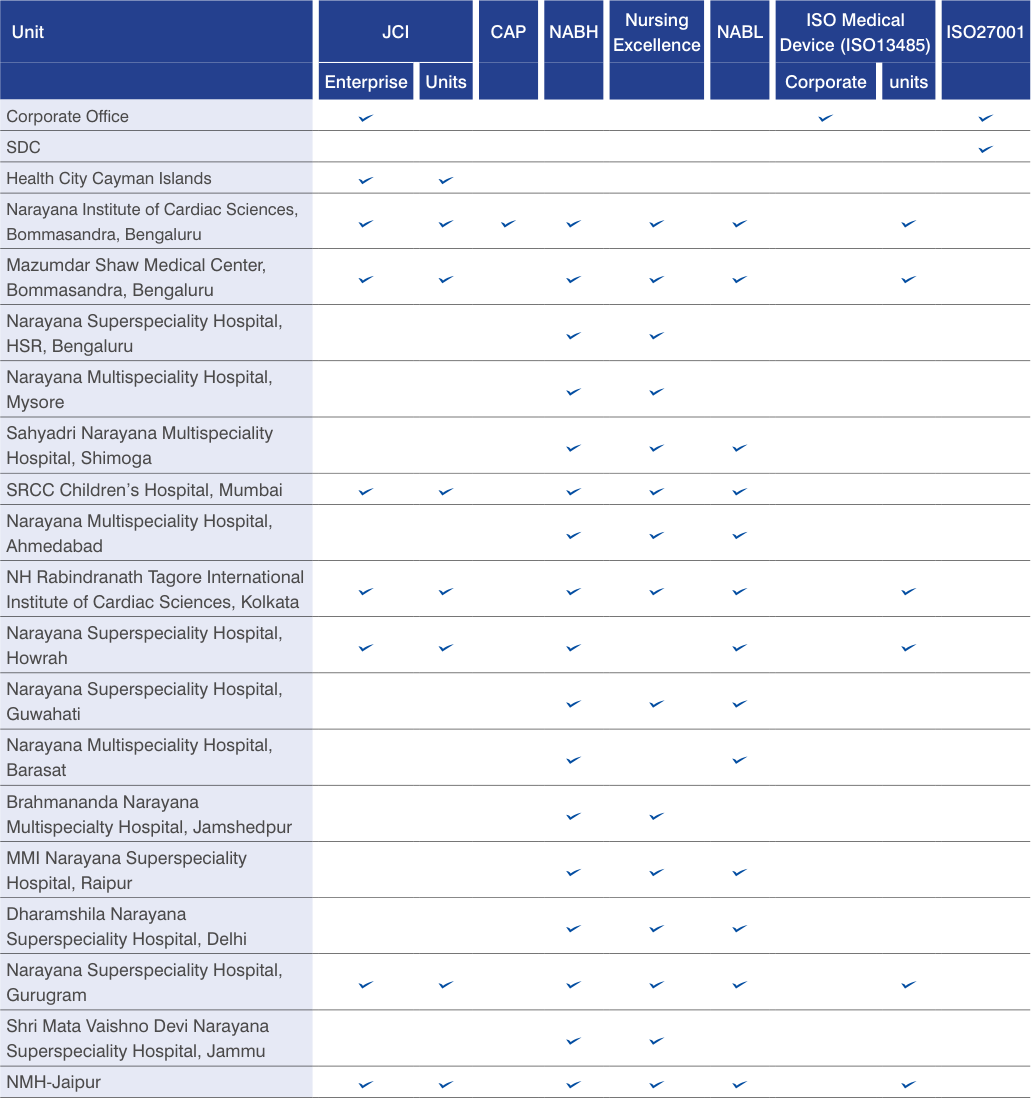 Unit
JCI
CAP
NABH
Nursing
Excellence
NABL
ISO Medical
Device (ISO13485)
ISO27001
Enterprise
Units
Corporate
units
Corporate Office
SDC
Health City Cayman Islands
Narayana Institute of Cardiac Sciences,
Bommasandra, Bengaluru
Mazumdar Shaw Medical Center,
Bommasandra, Bengaluru
Narayana Superspeciality Hospital,
HSR, Bengaluru
Narayana Multispeciality Hospital,
Mysore
Sahyadri Narayana Multispeciality
Hospital, Shimoga
SRCC Children’s Hospital, Mumbai
Narayana Multispeciality Hospital,
Ahmedabad
NH Rabindranath Tagore International
Institute of Cardiac Sciences, Kolkata
Narayana Superspeciality Hospital,
Howrah
Narayana Superspeciality Hospital,
Guwahati
Narayana Multispeciality Hospital,
Barasat
Brahmananda Narayana
Multispecialty Hospital, Jamshedpur
MMI Narayana Superspeciality
Hospital, Raipur
Dharamshila Narayana
Superspeciality Hospital, Delhi
Narayana Superspeciality Hospital,
Gurugram
Shri Mata Vaishno Devi Narayana
Superspeciality Hospital, Jammu
NMH-Jaipur